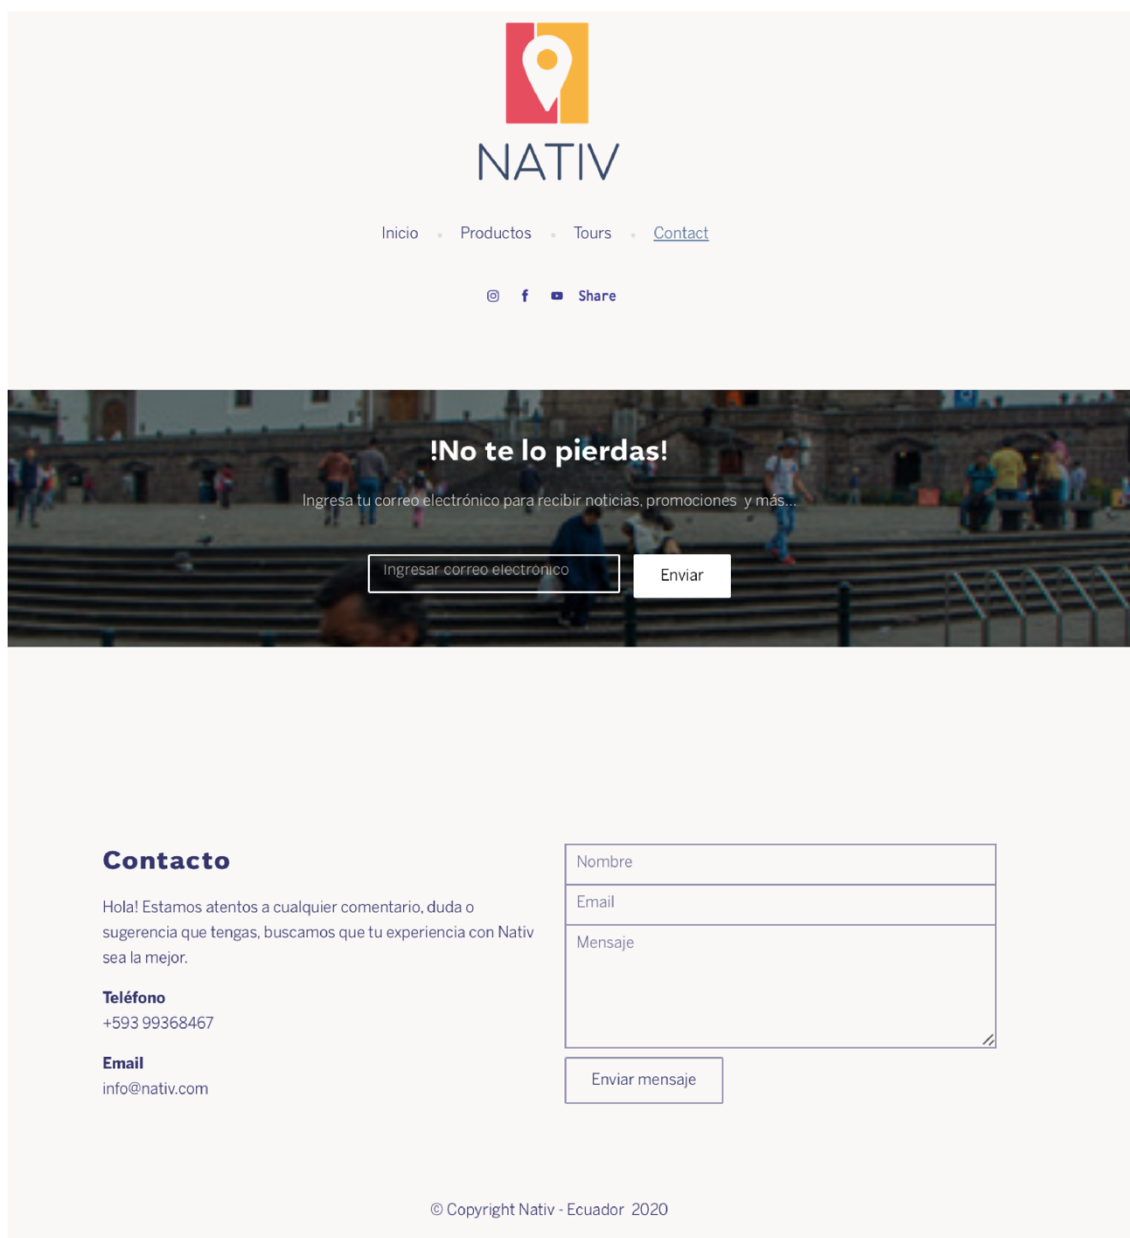 NATIV
Inicio • Productos • Tours • Contact
Share
!No te lo pierdas!
Ingresa tu correo electrónico para recibir noticias, promociones y más...
Ingresar correo electrónico
Enviar
Contacto
Hola! Estamos atentos a cualquier comentario, duda o
sugerencia que tengas, buscamos que tu experiencia con Nativ
sea la mejor.
Teléfono
+593 99368467
Email
info@nativ.com
Nombre
Email
Mensaje
Enviar mensaje
© Copyright Nativ - Ecuador 2020